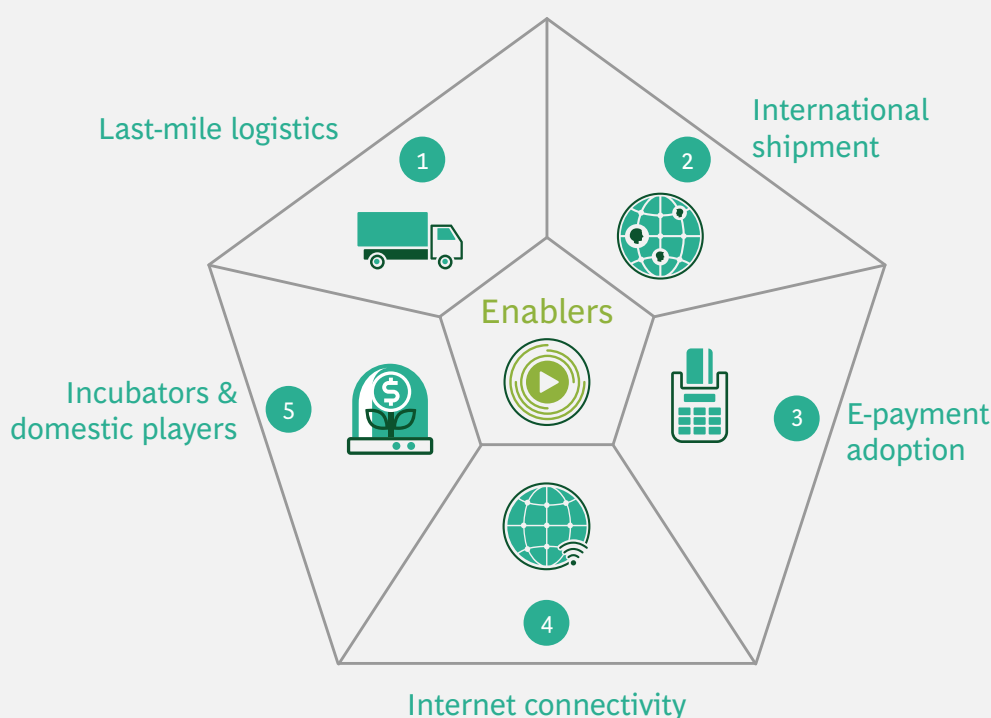 Last-mile logistics
1
International
shipment
2
Enablers
E-payment
adoption
3
Internet connectivity
4
Incubators &
domestic players
5
$